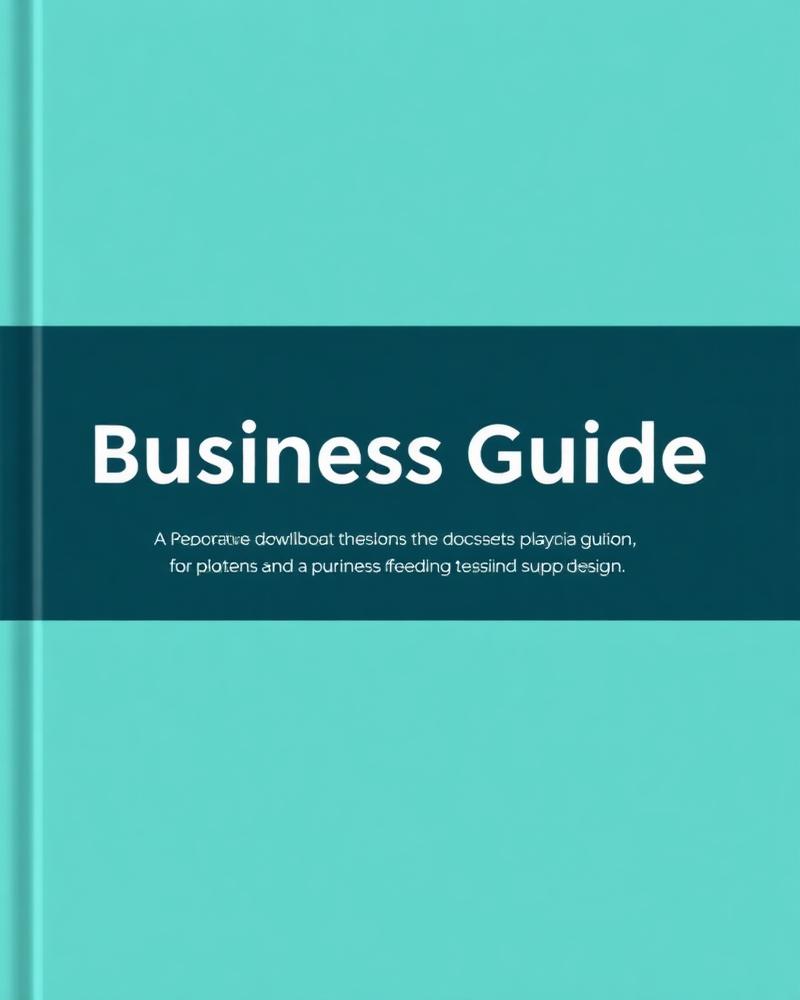 Business Guide
A dowllboat thesions the docssets gulion,
for plotens and a puriness ffeeding tessiind supp design.